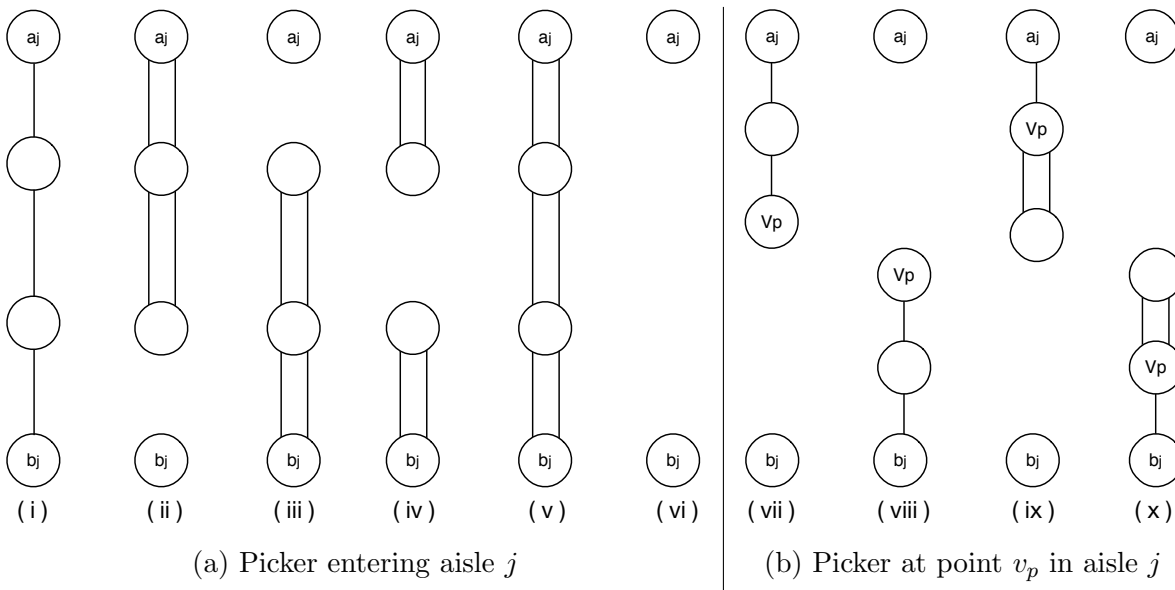 aj aj aj aj aj aj aj aj aj aj
Vp
Vp
Vp
Vp
bj bj bj bj bj bj bj bj bj bj
(i) (ii) (iii) (iv) (v) (vi) (vii) (viii) (ix) (x)
(a) Picker entering aisle j (b) Picker at point vp in aisle j